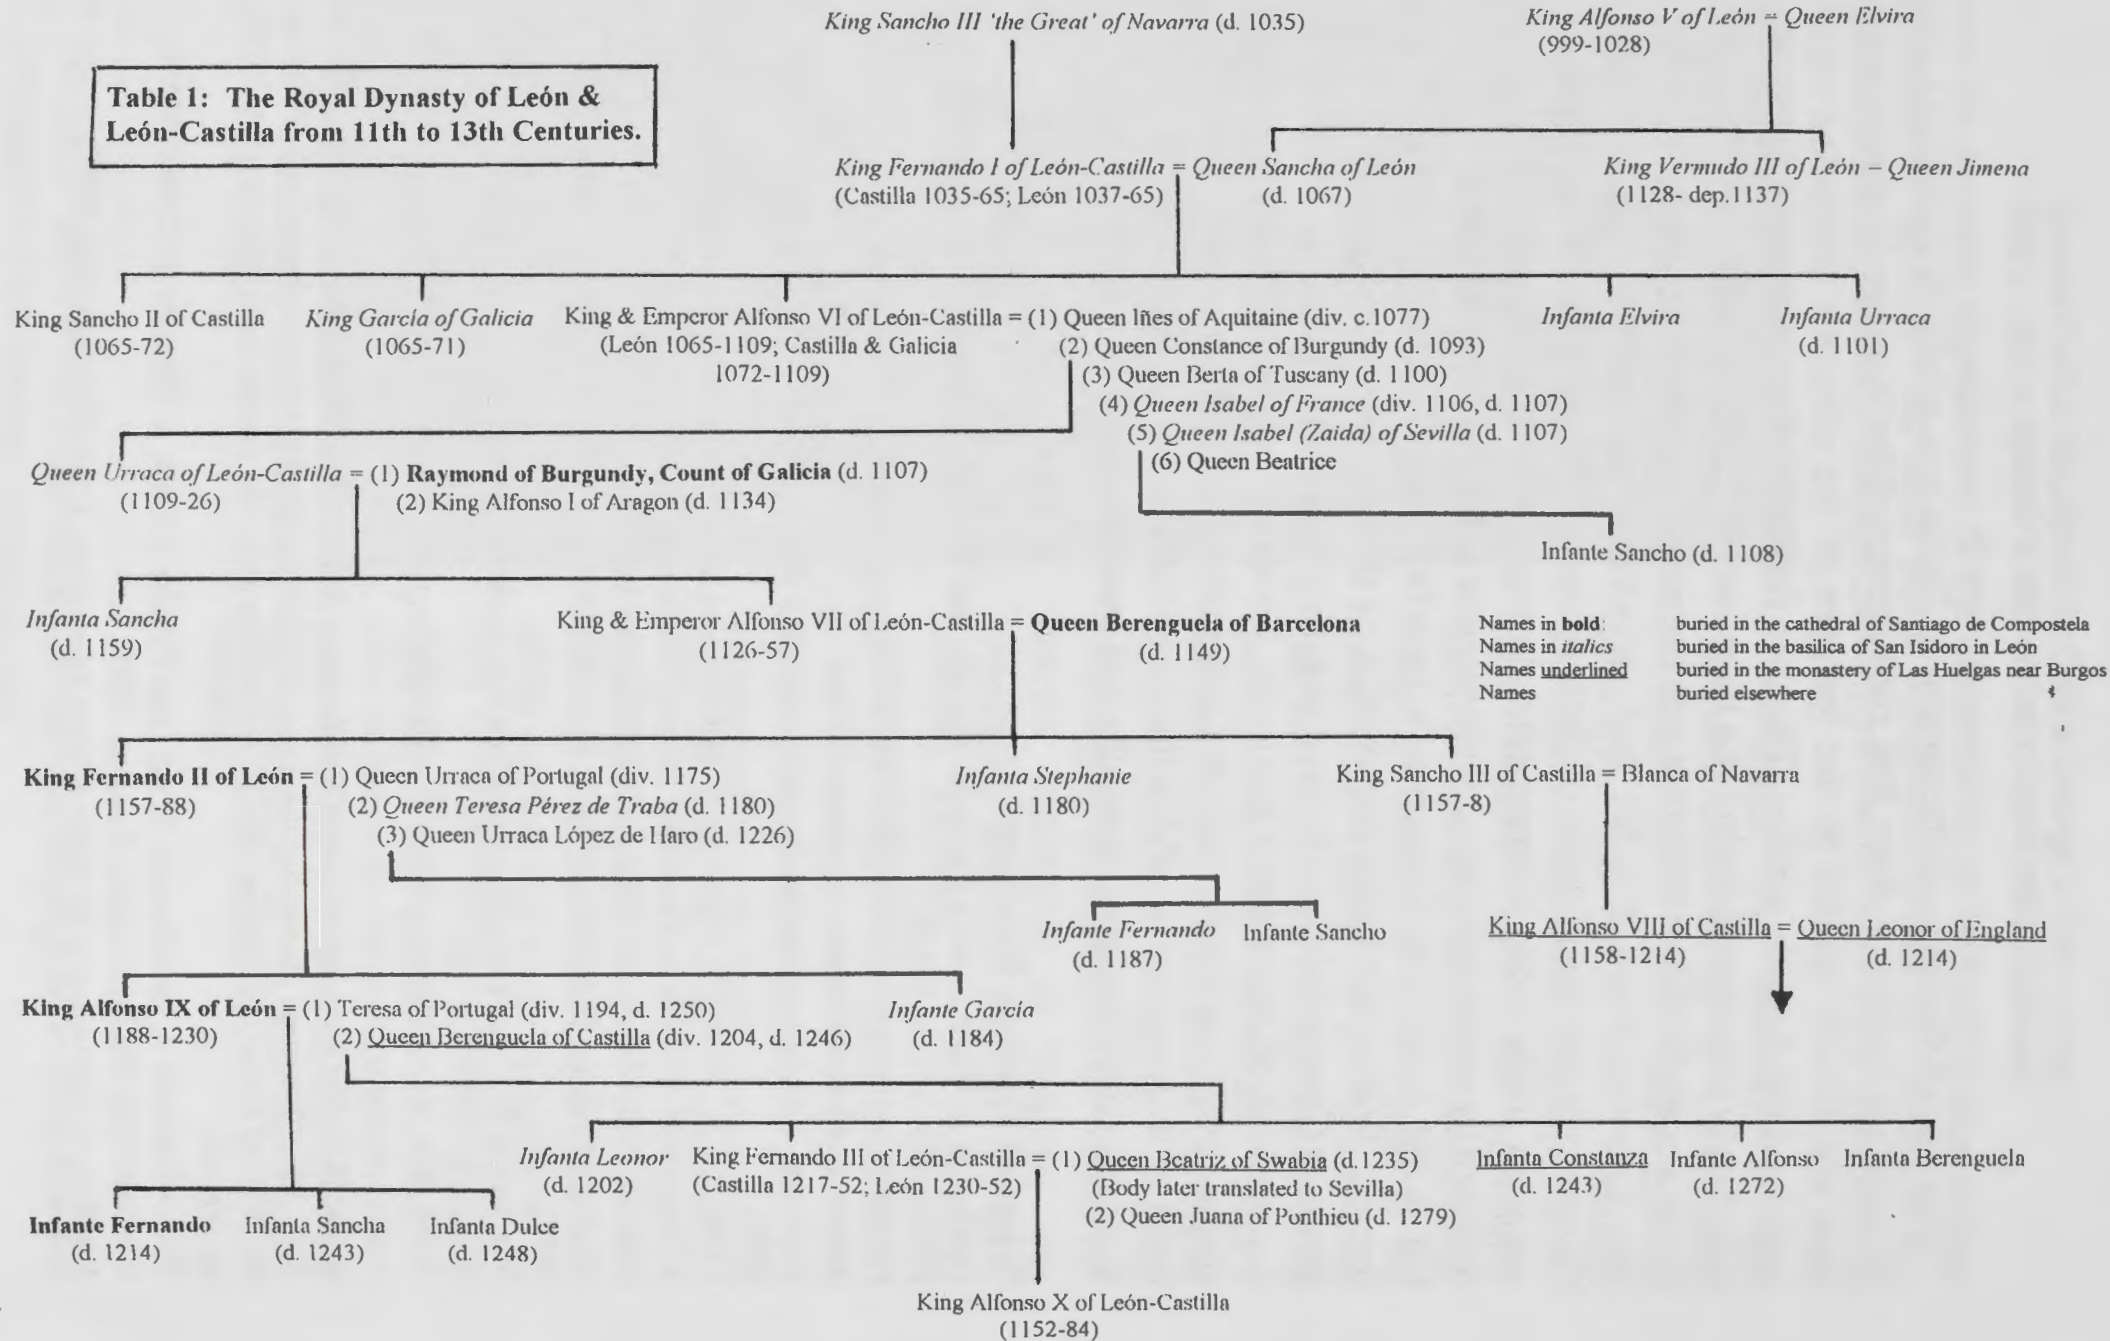 King Sancho III 'the Great' of Navarra (d. 1035)
King Alfonso V of León = Queen Elvira
(999-1028)
Table 1: The Royal Dynasty of León &
León-Castilla from 11th to 13th Centuries.
King Fernando I of León-Castilla = Queen Sancha of León
(Castilla 1035-65; León 1037-65)
(d. 1067)
King Vermudo III of León – Queen Jimena
(1128- dep.1137)
King Sancho II of Castilla
(1065-72)
King García of Galicia
(1065-71)
King & Emperor Alfonso VI of León-Castilla = (1) Queen Iñes of Aquitaine (div. c.1077)
(León 1065-1109; Castilla & Galicia
1072-1109)
(2) Queen Constance of Burgundy (d. 1093)
(3) Queen Berta of Tuscany (d. 1100)
(4) Queen Isabel of France (div. 1106, d. 1107)
(5) Queen Isabel (Zaida) of Sevilla (d. 1107)
(6) Queen Beatrice
Infanta Elvira
Infanta Urraca
(d. 1101)
Queen Urraca of León-Castilla = (1) Raymond of Burgundy, Count of Galicia (d. 1107)
(1109-26)
(2) King Alfonso I of Aragon (d. 1134)
Infante Sancho (d. 1108)
Infanta Sancha
(d. 1159)
King & Emperor Alfonso VII of León-Castilla = Queen Berenguela of Barcelona
(1126-57)
(d. 1149)
Names in bold: buried in the cathedral of Santiago de Compostela
Names in italics buried in the basilica of San Isidoro in León
Names underlined buried in the monastery of Las Huelgas near Burgos
Names buried elsewhere
King Fernando II of León = (1) Queen Urraca of Portugal (div. 1175)
(1157-88)
(2) Queen Teresa Pérez de Traba (d. 1180)
(3) Queen Urraca López de Haro (d. 1226)
Infanta Stephanie
(d. 1180)
King Sancho III of Castilla = Blanca of Navarra
(1157-8)
Infante Fernando
(d. 1187)
Infante Sancho
King Alfonso VIII of Castilla = Queen Leonor of England
(1158-1214)
(d. 1214)
King Alfonso IX of León = (1) Teresa of Portugal (div. 1194, d. 1250)
(1188-1230)
(2) Queen Berenguela of Castilla (div. 1204, d. 1246)
Infante García
(d. 1184)
Infanta Leonor
(d. 1202)
King Fernando III of León-Castilla = (1) Queen Beatriz of Swabia (d.1235)
(Castilla 1217-52; León 1230-52)
(Body later translated to Sevilla)
(2) Queen Juana of Ponthieu (d. 1279)
Infanta Constanza
(d. 1243)
Infante Alfonso
(d. 1272)
Infanta Berenguela
Infante Fernando
(d. 1214)
Infanta Sancha
(d. 1243)
Infanta Dulce
(d. 1248)
King Alfonso X of León-Castilla
(1152-84)